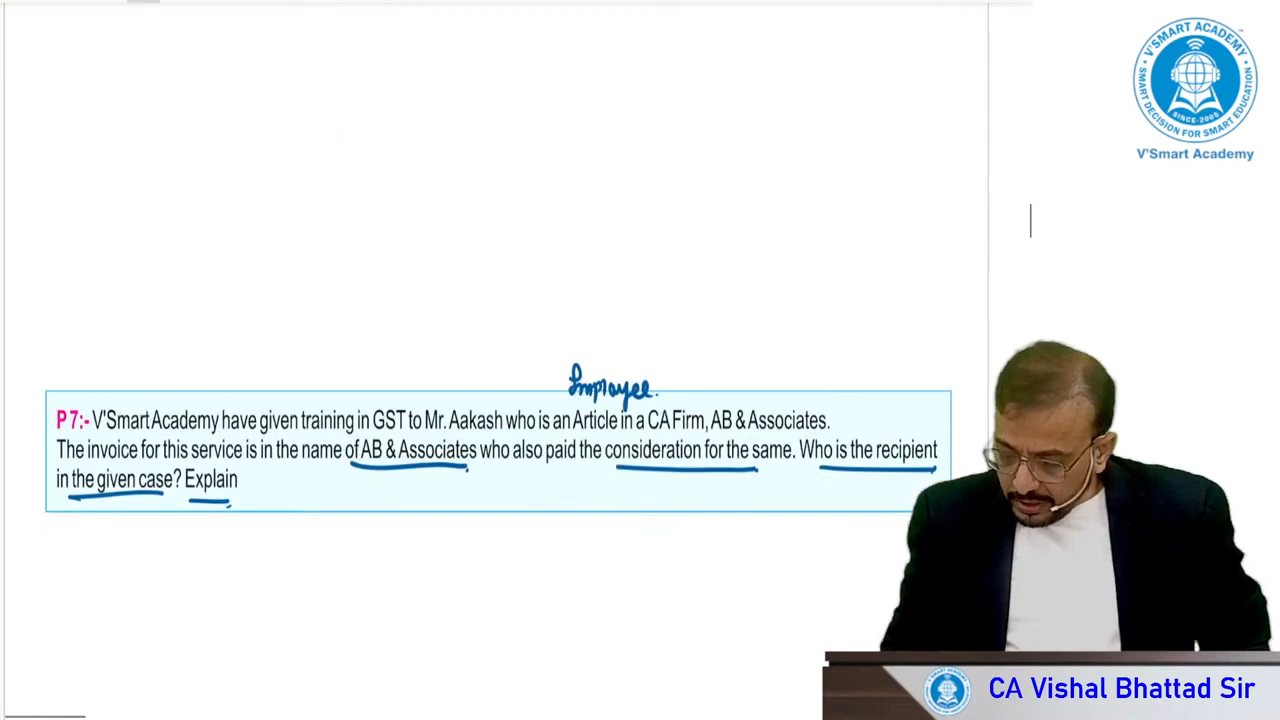 V'SMART ACADEMY
SMART DECISION FOR SMART EDUCATION
SINCE-2005
V'Smart Academy
Employee.
P 7:- V'Smart Academy have given training in GST to Mr. Aakash who is an Article in a CA Firm, AB & Associates.
The invoice for this service is in the name of AB & Associates who also paid the consideration for the same. Who is the recipient
in the given case? Explain
CA Vishal Bhattad Sir